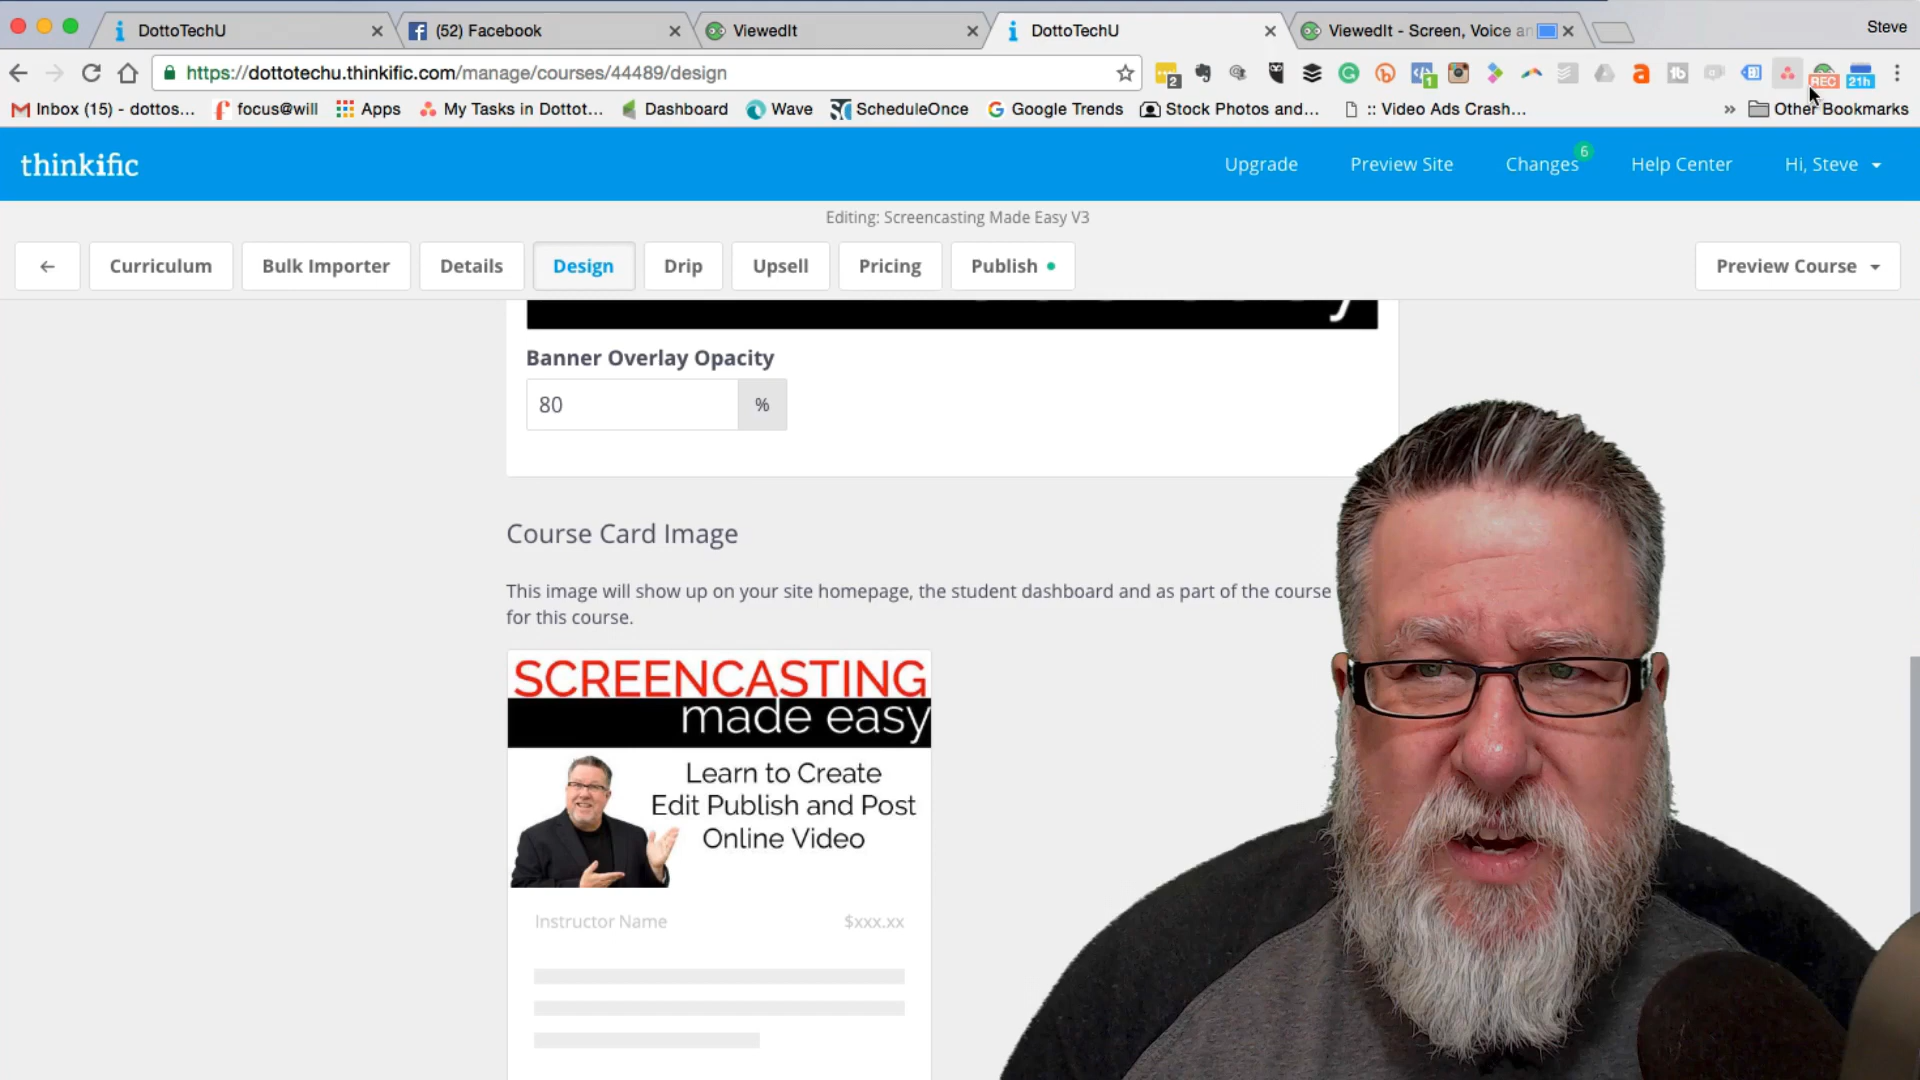 DottoTechU
(52) Facebook
ViewedIt
DottoTechU
ViewedIt - Screen, Voice an
Steve
https://dottotechu.thinkific.com/manage/courses/44489/design
2
1
REC
21h
Inbox (15) - dottos...
focus@will
Apps
My Tasks in Dottot...
Dashboard
Wave
ScheduleOnce
Google Trends
Stock Photos and...
:: Video Ads Crash...
»
Other Bookmarks
thinkific
Upgrade
Preview Site
Changes
6
Help Center
Hi, Steve
Editing: Screencasting Made Easy V3
Curriculum
Bulk Importer
Details
Design
Drip
Upsell
Pricing
Publish
Preview Course
Banner Overlay Opacity
80
%
Course Card Image
This image will show up on your site homepage, the student dashboard and as part of the course
for this course.
SCREENCASTING
made easy
Learn to Create
Edit Publish and Post
Online Video
Instructor Name
$xxx.xx